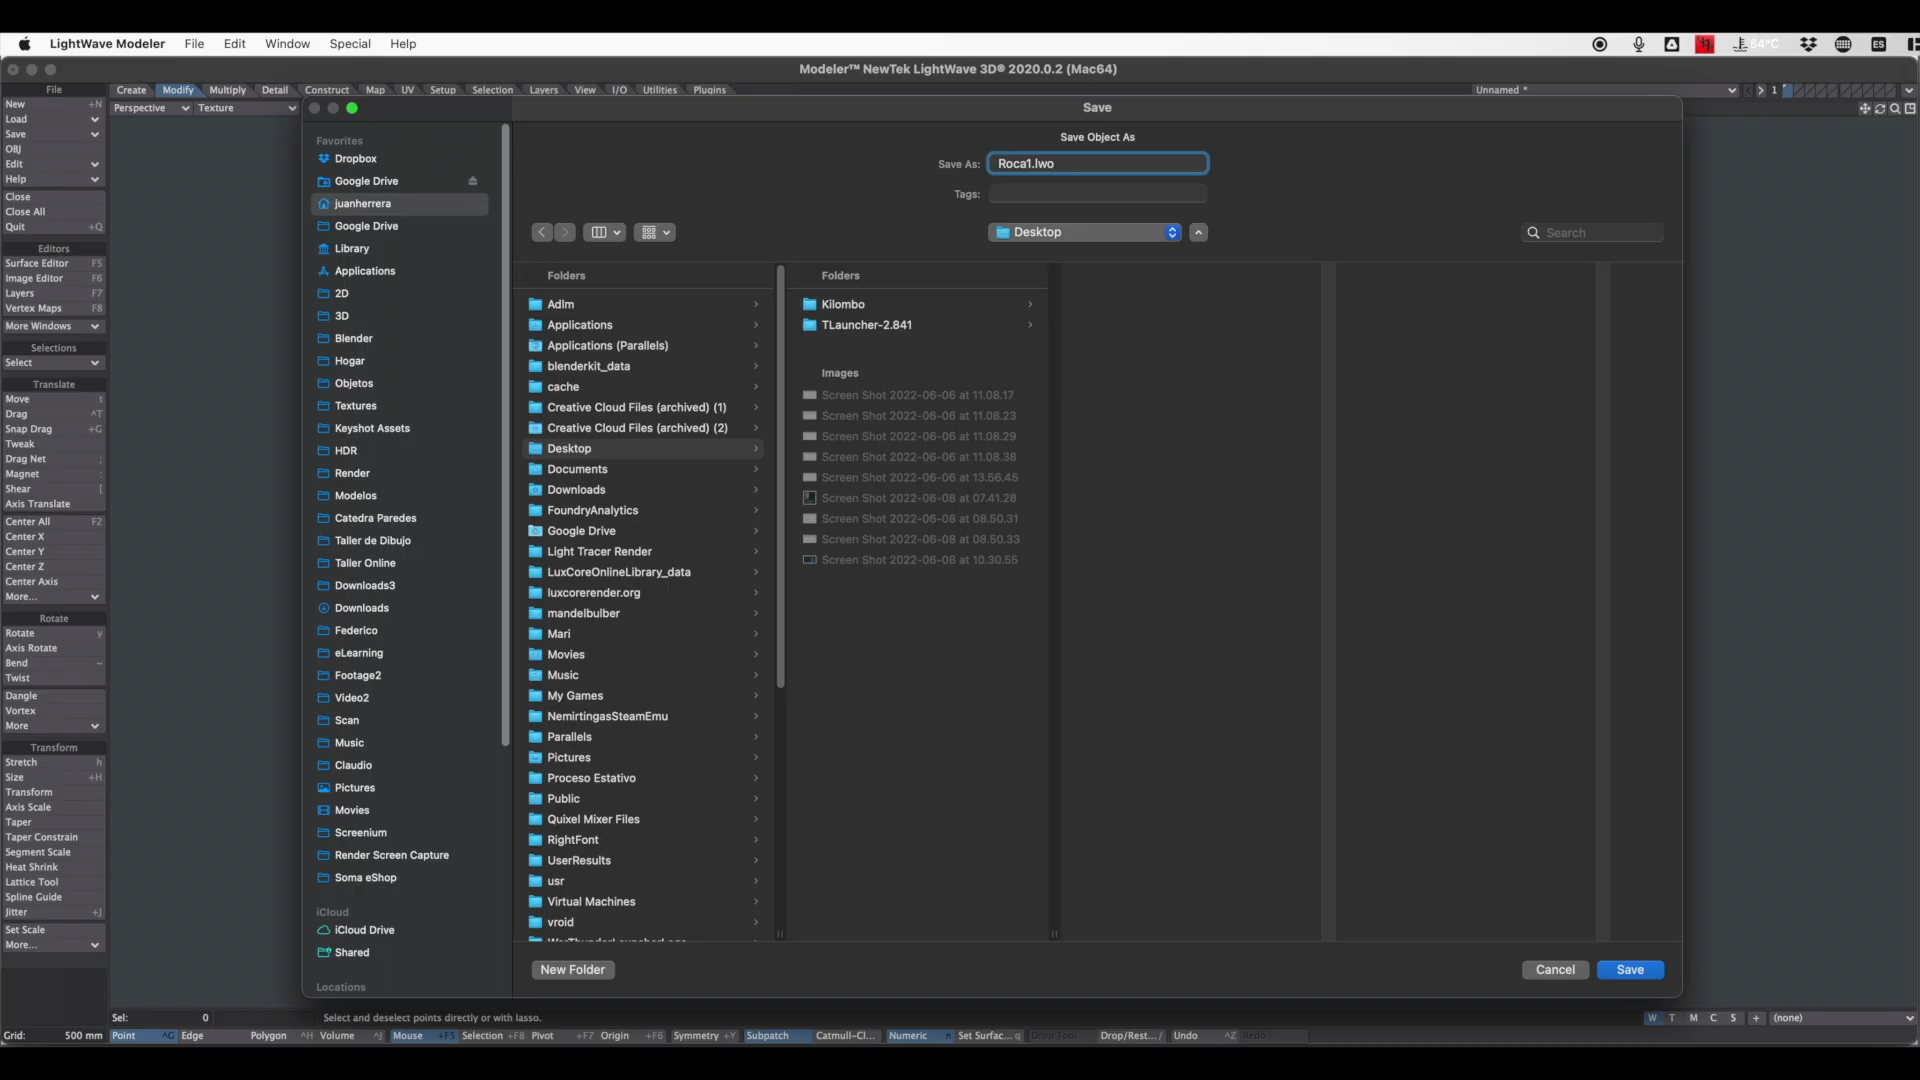 LightWave Modeler File Edit Window Special Help 54°C ES
Modeler™ NewTek LightWave 3D® 2020.0.2 (Mac64)
File Create Modify Multiply Detail Construct Map UV Setup Selection Layers View I/O Utilities Plugins Unnamed * 1
Perspective Texture
New +N
Load
Save
OBJ
Edit
Help
Close
Close All
Quit +Q
Editors
Surface Editor F5
Image Editor F6
Layers F7
Vertex Maps F8
More Windows
Selections
Select
Translate
Move t
Drag ^T
Snap Drag +G
Tweak
Drag Net ;
Magnet :
Shear [
Axis Translate
Center All F2
Center X
Center Y
Center Z
Center Axis
More...
Rotate
Rotate y
Axis Rotate
Bend ~
Twist
Dangle
Vortex
More
Transform
Stretch h
Size +H
Transform
Axis Scale
Taper
Taper Constrain
Segment Scale
Heat Shrink
Lattice Tool
Spline Guide
Jitter +J
Set Scale
More...
Save
Save Object As
Save As: Roca1.lwo
Tags:
Desktop
Search
Favorites
Dropbox
Google Drive
juanherrera
Google Drive
Library
Applications
2D
3D
Blender
Hogar
Objetos
Textures
Keyshot Assets
HDR
Render
Modelos
Catedra Paredes
Taller de Dibujo
Taller Online
Downloads3
Downloads
Federico
eLearning
Footage2
Video2
Scan
Music
Claudio
Pictures
Movies
Screenium
Render Screen Capture
Soma eShop
iCloud
iCloud Drive
Shared
Locations
Folders
Adlm
Applications
Applications (Parallels)
blenderkit_data
cache
Creative Cloud Files (archived) (1)
Creative Cloud Files (archived) (2)
Desktop
Documents
Downloads
FoundryAnalytics
Google Drive
Light Tracer Render
LuxCoreOnlineLibrary_data
luxcorerender.org
mandelbulber
Mari
Movies
Music
My Games
NemirtingasSteamEmu
Parallels
Pictures
Proceso Estativo
Public
Quixel Mixer Files
RightFont
UserResults
usr
Virtual Machines
vroid
Folders
Kilombo
TLauncher-2.841
Images
Screen Shot 2022-06-06 at 11.08.17
Screen Shot 2022-06-06 at 11.08.23
Screen Shot 2022-06-06 at 11.08.29
Screen Shot 2022-06-06 at 11.08.38
Screen Shot 2022-06-06 at 13.56.45
Screen Shot 2022-06-08 at 07.41.28
Screen Shot 2022-06-08 at 08.50.31
Screen Shot 2022-06-08 at 08.50.33
Screen Shot 2022-06-08 at 10.30.55
New Folder Cancel Save
Sel: 0 Select and deselect points directly or with lasso. W T M C S + (none)
Grid: 500 mm Point ^G Edge Polygon ^H Volume ^J Mouse +F5 Selection +F8 Pivot +F7 Origin +F6 Symmetry +Y Subpatch Catmull-Cl... Numeric n Set Surfac... q Drop Tool Drop/Rest... / Undo ^Z Redo